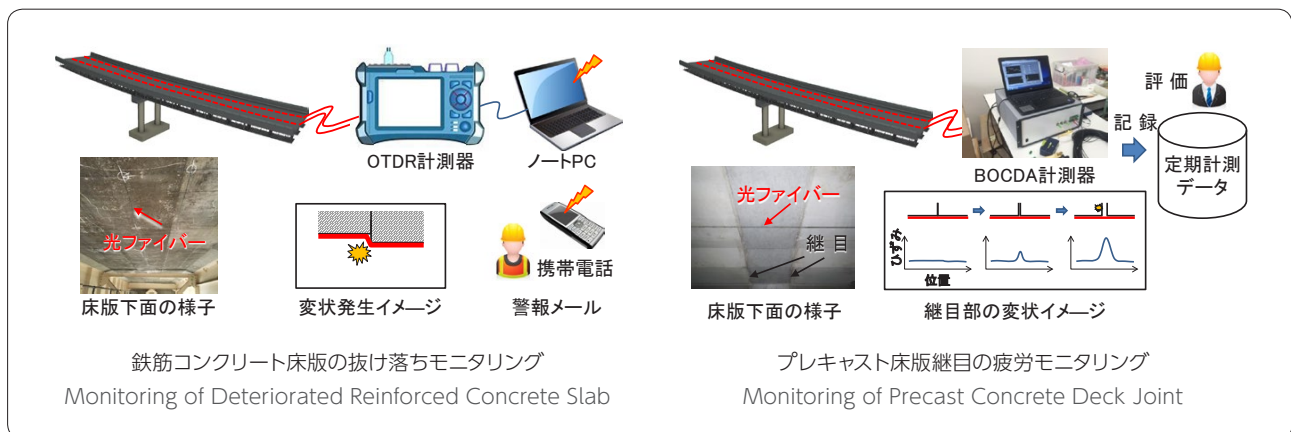 OTDR計測器
ノートPC
光ファイバー
床版下面の様子
変状発生イメージ
携帯電話
警報メール
鉄筋コンクリート床版の抜け落ちモニタリング
Monitoring of Deteriorated Reinforced Concrete Slab
評価
記録
BOCDA計測器
定期計測
データ
光ファイバー
継目
床版下面の様子
ひずみ
位置
継目部の変状イメージ
プレキャスト床版継目の疲労モニタリング
Monitoring of Precast Concrete Deck Joint